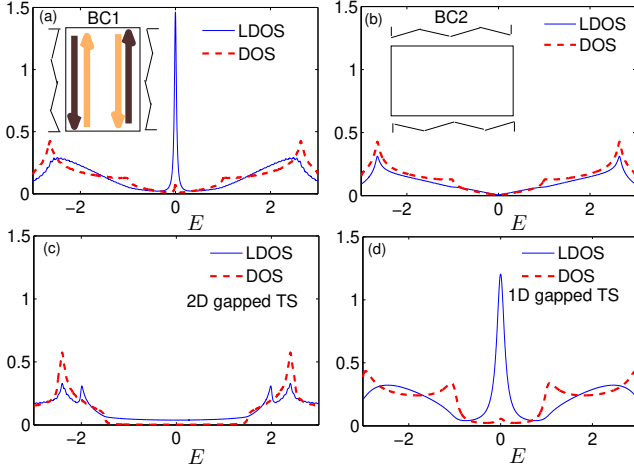 (a) BC1
LDOS
DOS
1.5
1
0.5
0
−2 0 2
E
(b) BC2
LDOS
DOS
1.5
1
0.5
0
−2 0 2
E
(c)
LDOS
DOS
2D gapped TS
1.5
1
0.5
0
−2 0 2
E
(d)
LDOS
DOS
1D gapped TS
1.5
1
0.5
0
−2 0 2
E